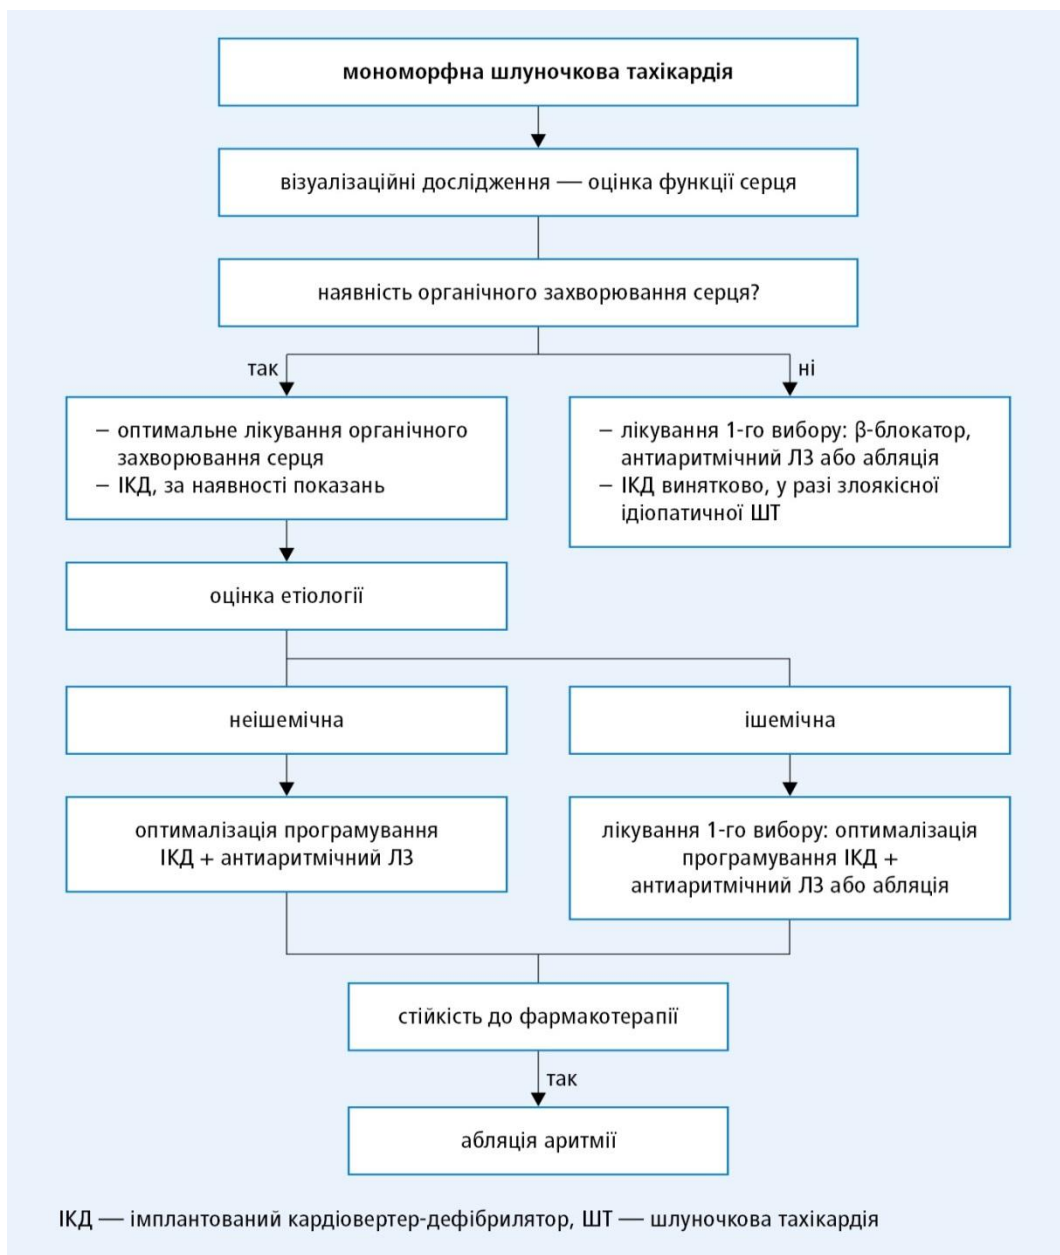 мономорфна шлуночкова тахікардія
візуалізаційні дослідження — оцінка функції серця
наявність органічного захворювання серця?
так
ні
– оптимальне лікування органічного
захворювання серця
– ІКД, за наявності показань
– лікування 1-го вибору: β-блокатор,
антиаритмічний ЛЗ або абляція
– ІКД винятково, у разі злоякісної
ідіопатичної ШТ
оцінка етіології
неішемічна
ішемічна
оптималізація програмування
ІКД + антиаритмічний ЛЗ
лікування 1-го вибору: оптималізація
програмування ІКД +
антиаритмічний ЛЗ або абляція
стійкість до фармакотерапії
так
абляція аритмії
ІКД — імплантований кардіовертер-дефібрилятор, ШТ — шлуночкова тахікардія